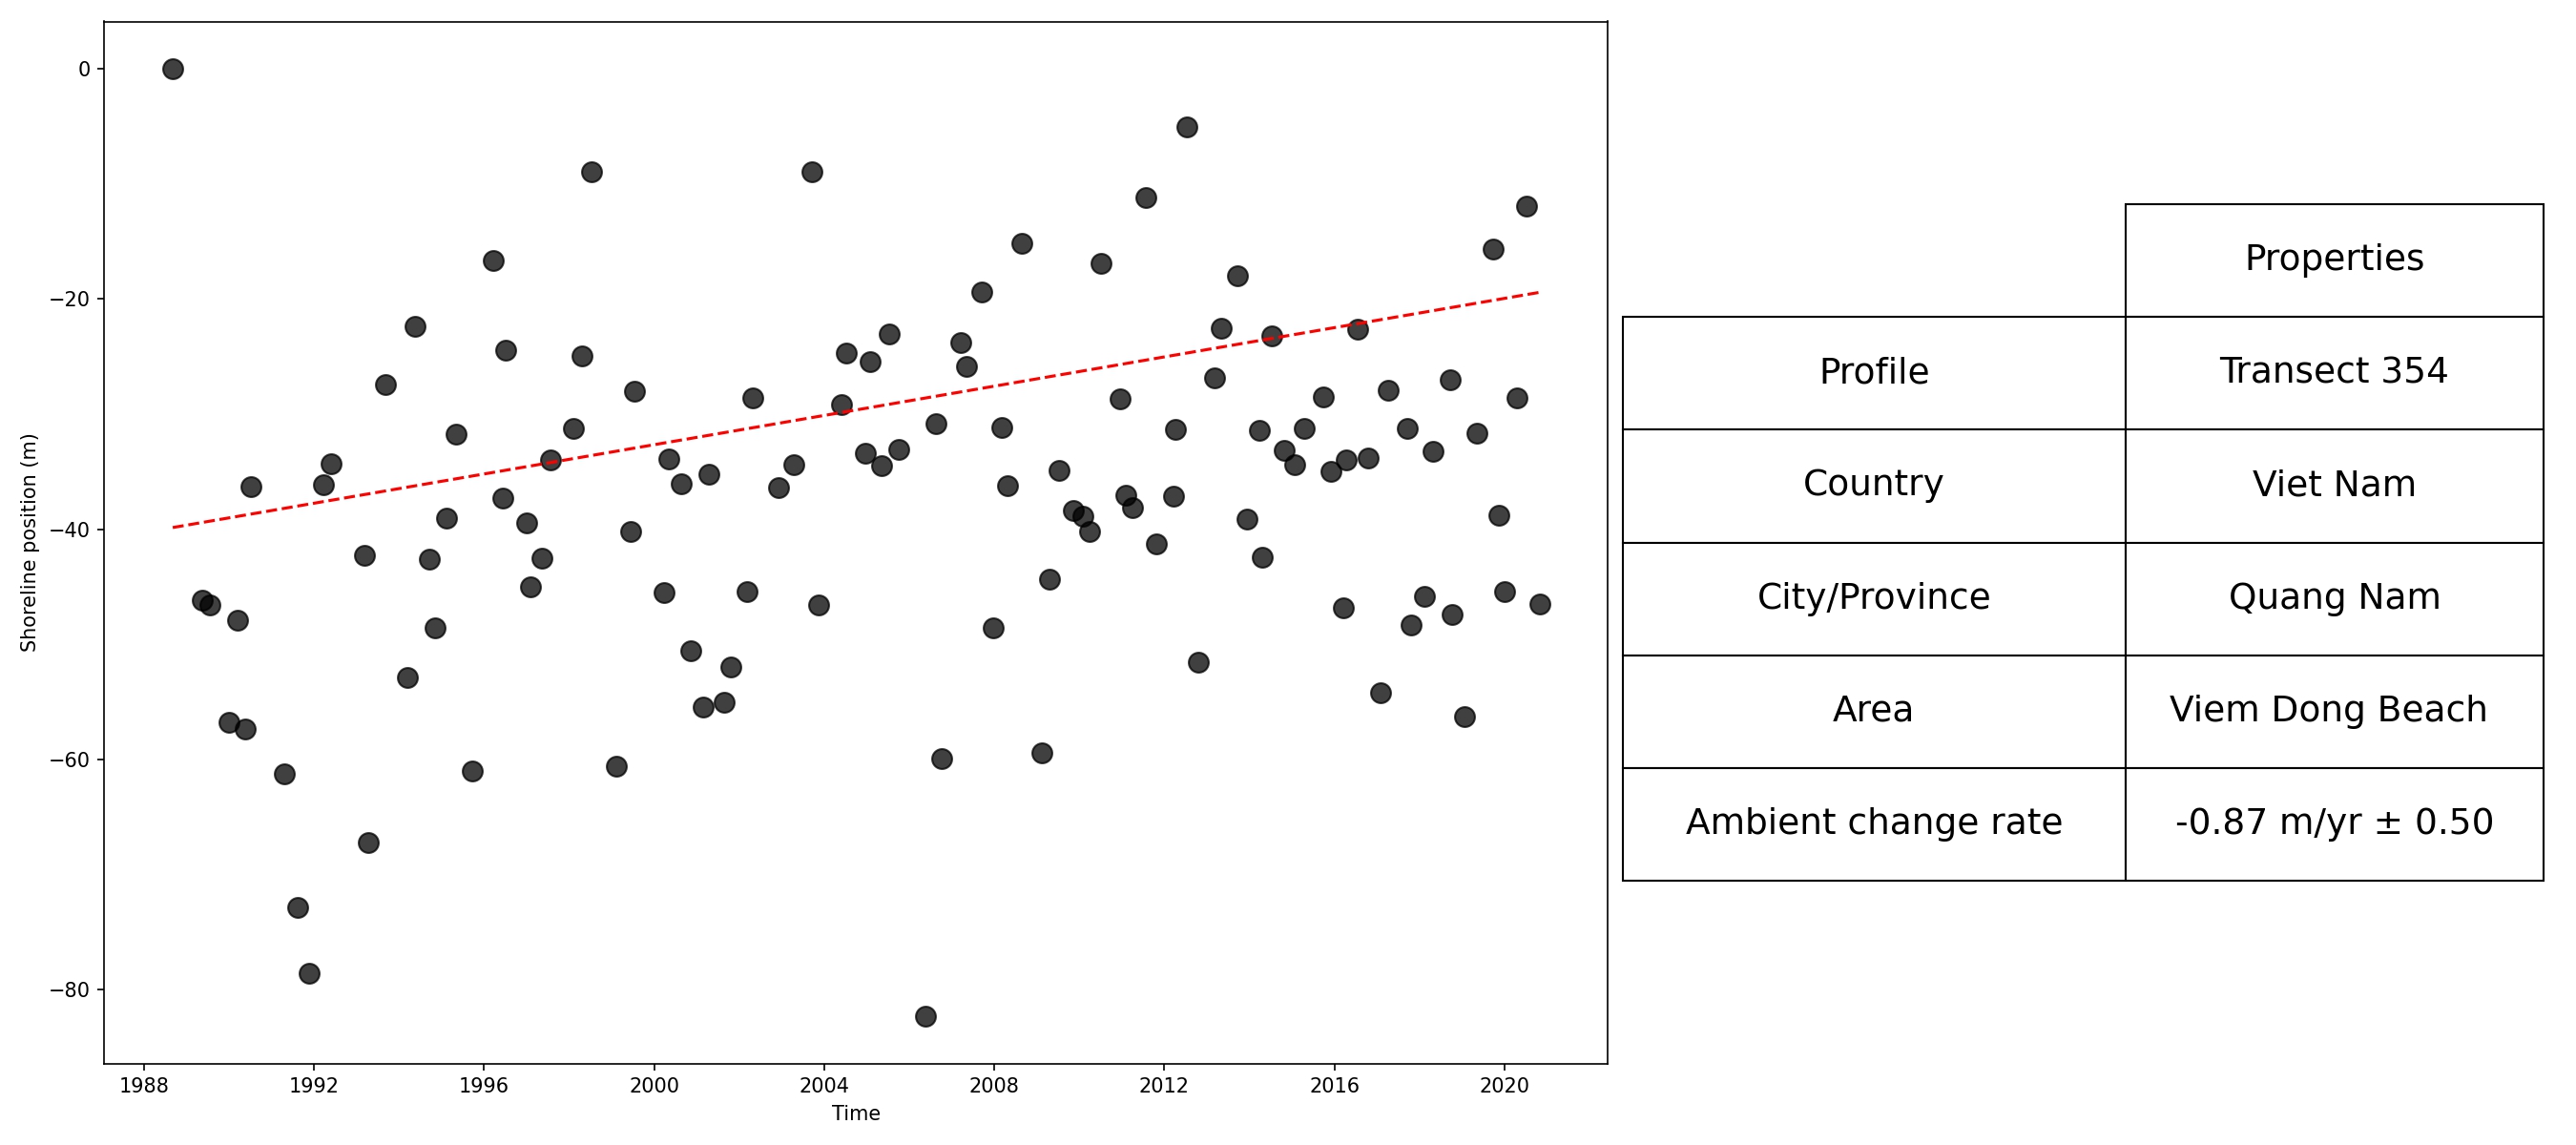 0
−20
−40
−60
−80
Shoreline position (m)
1988 1992 1996 2000 2004 2008 2012 2016 2020
Time
Properties
Profile Transect 354
Country Viet Nam
City/Province Quang Nam
Area Viem Dong Beach
Ambient change rate -0.87 m/yr ± 0.50